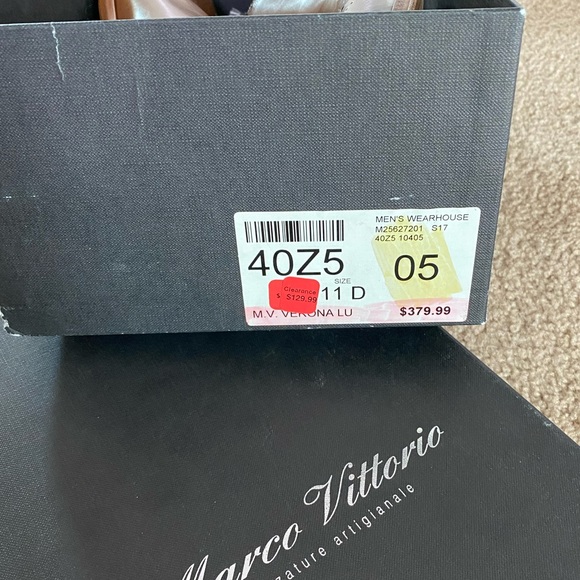 MEN'S WEARHOUSE
M25627201 S17
40Z5 10405
40Z5
05
SIZE
11 D
Clearance
$ $129.99
M.V. VERONA LU
$379.99
Marco Vittorio
artigianale